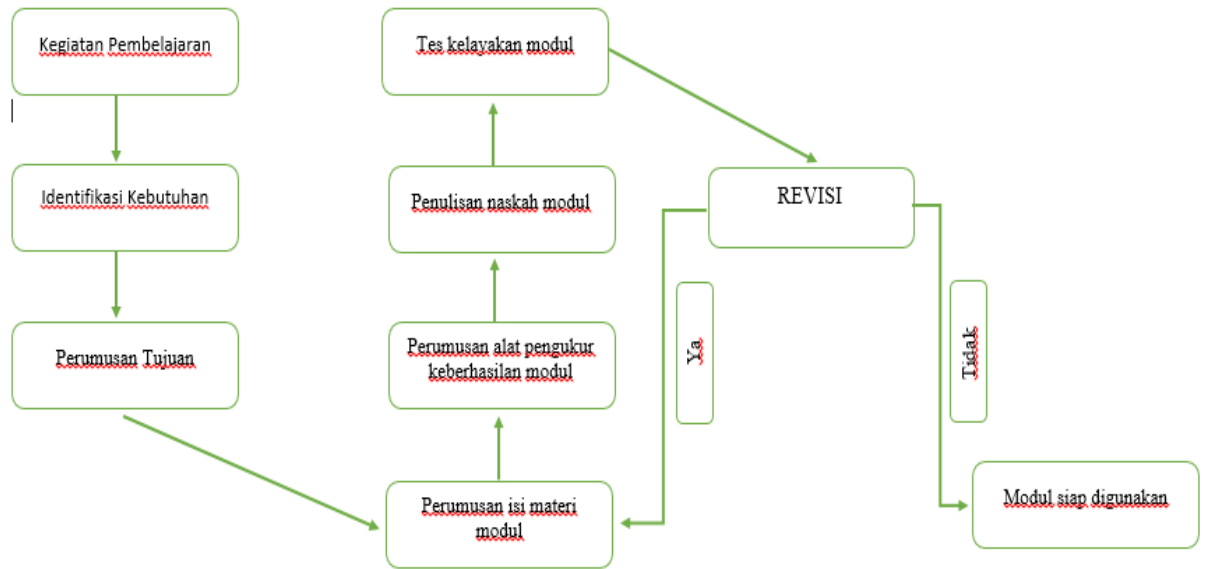 Kegiatan Pembelajaran
Identifikasi Kebutuhan
Perumusan Tujuan
Perumusan isi materi
modul
Perumusan alat pengukur
keberhasilan modul
Penulisan naskah modul
Tes kelayakan modul
REVISI
Ya
Tidak
Modul siap digunakan